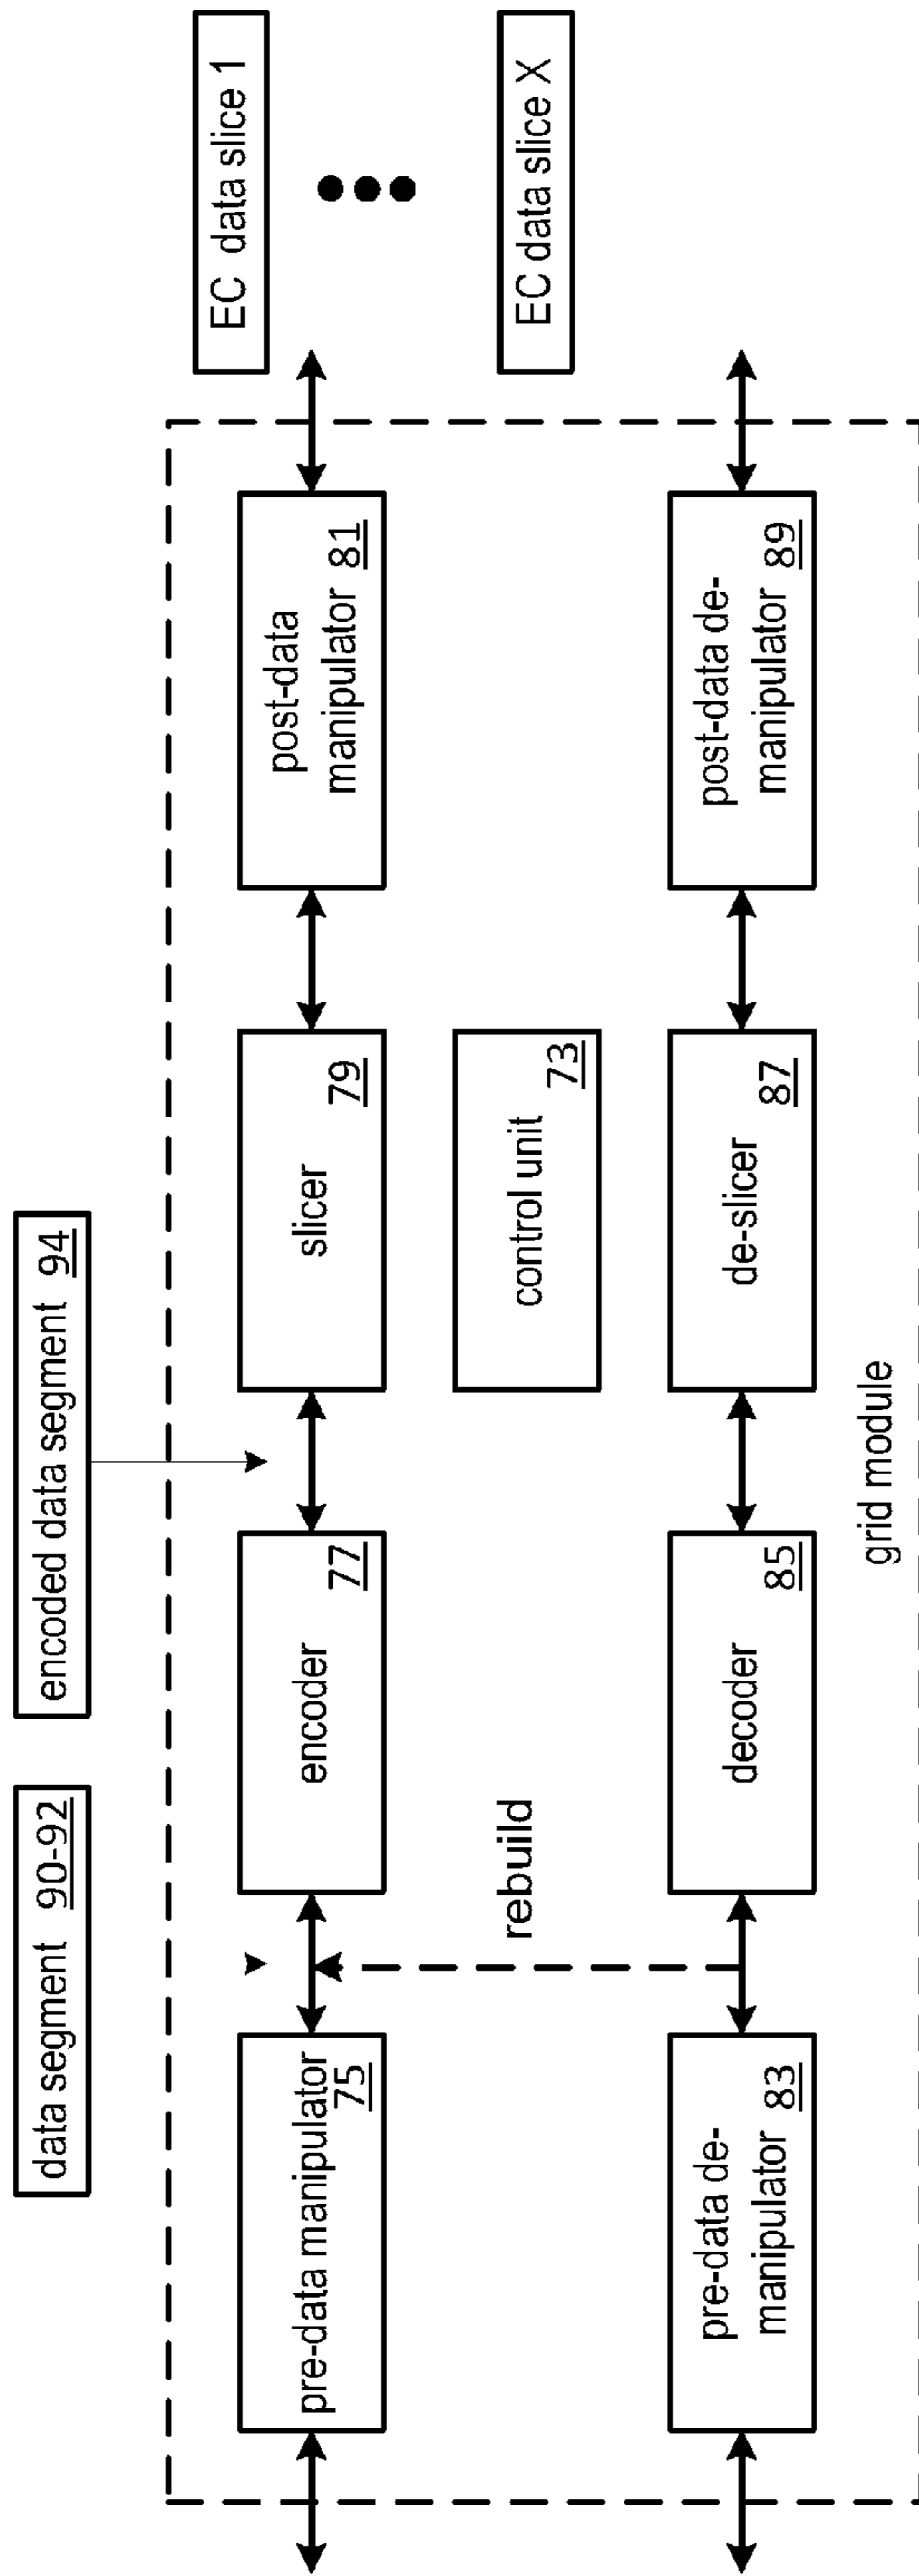 data segment 90-92
encoded data segment 94
EC data slice 1
EC data slice X
pre-data manipulator
75
encoder
77
slicer
79
post-data
manipulator 81
rebuild
control unit
73
pre-data de-
manipulator 83
decoder
85
de-slicer
87
post-data de-
manipulator 89
grid module